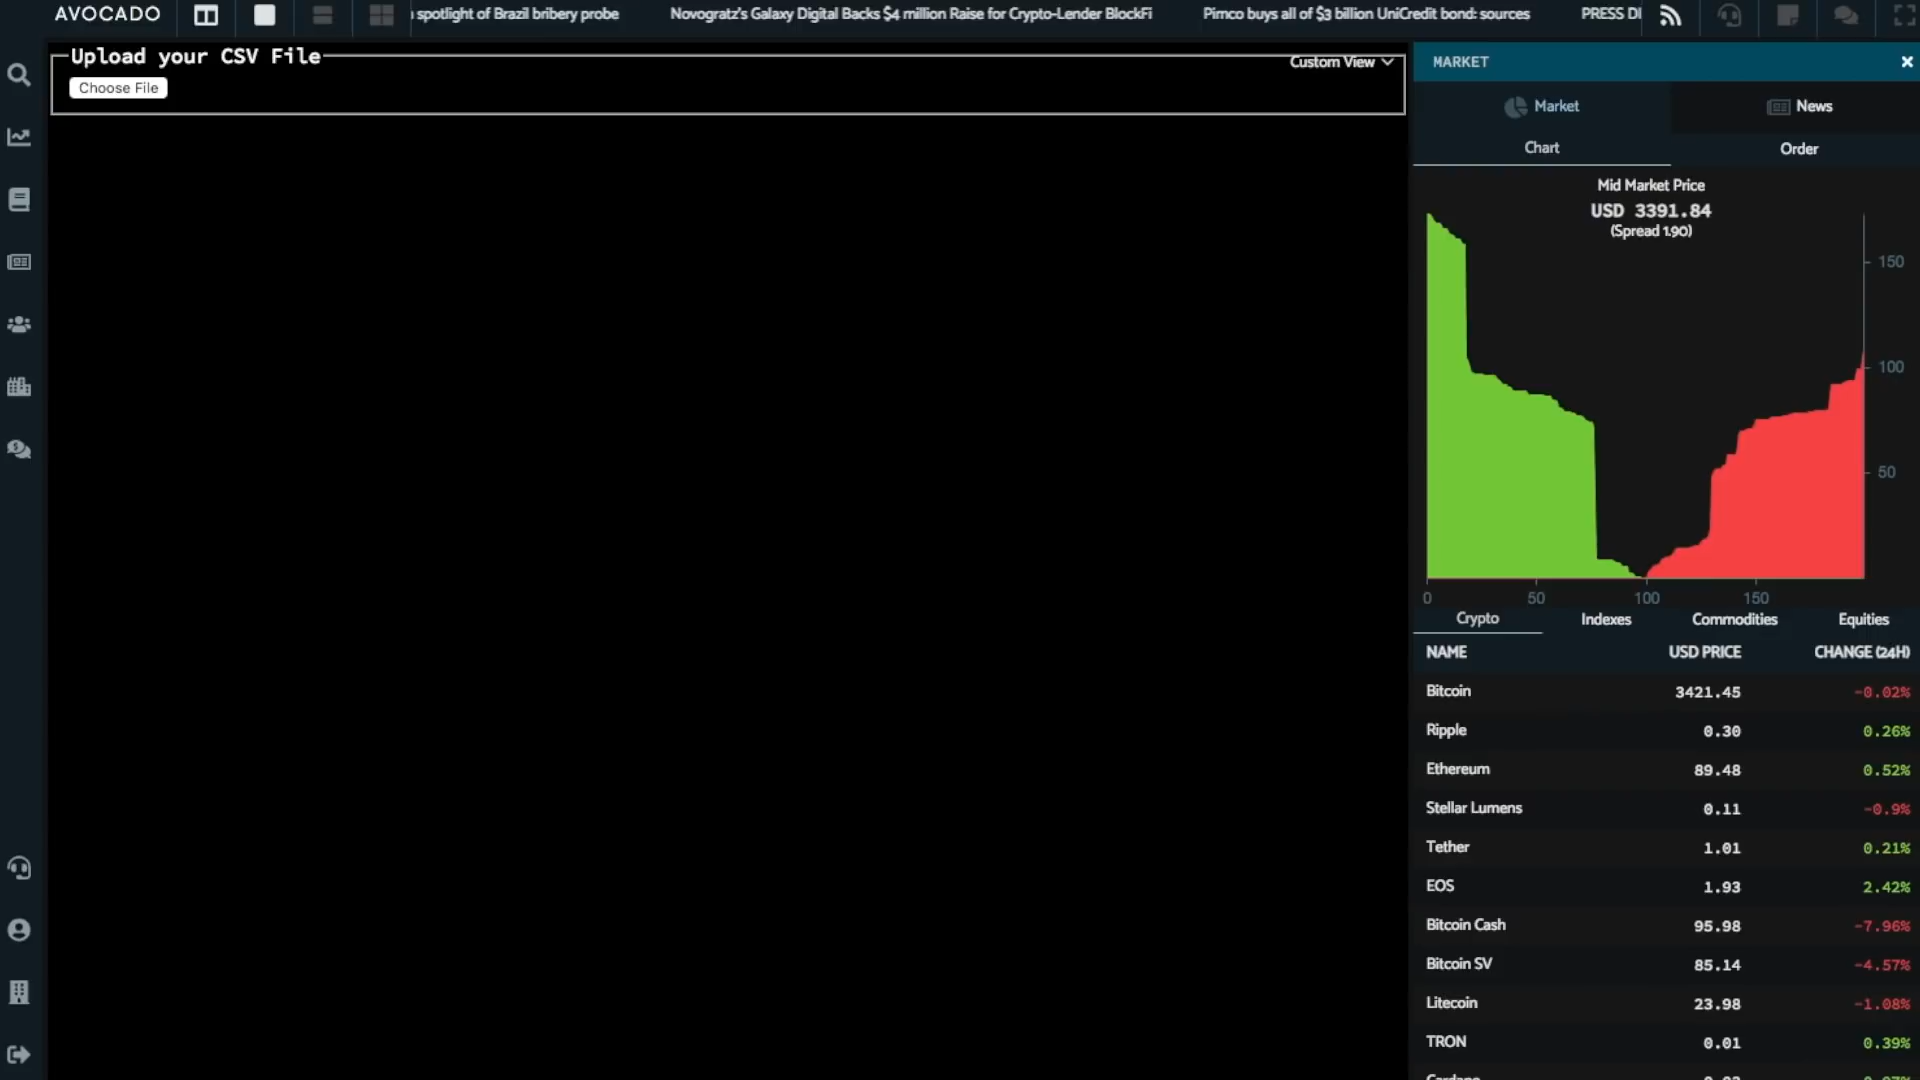 AVOCADO
spotlight of Brazil bribery probe
Novogratz's Galaxy Digital Backs $4 million Raise for Crypto-Lender BlockFi
Pimco buys all of $3 billion UniCredit bond: sources
PRESS DI
Upload your CSV File
Custom View
Choose File
MARKET
Market
News
Chart
Order
Mid Market Price
USD 3391.84
(Spread 1.90)
150
100
50
0 50 100 150
Crypto Indexes Commodities Equities
NAME USD PRICE CHANGE (24H)
Bitcoin 3421.45 -0.02%
Ripple 0.30 0.26%
Ethereum 89.48 0.52%
Stellar Lumens 0.11 -0.9%
Tether 1.01 0.21%
EOS 1.93 2.42%
Bitcoin Cash 95.98 -7.96%
Bitcoin SV 85.14 -4.57%
Litecoin 23.98 -1.08%
TRON 0.01 0.39%